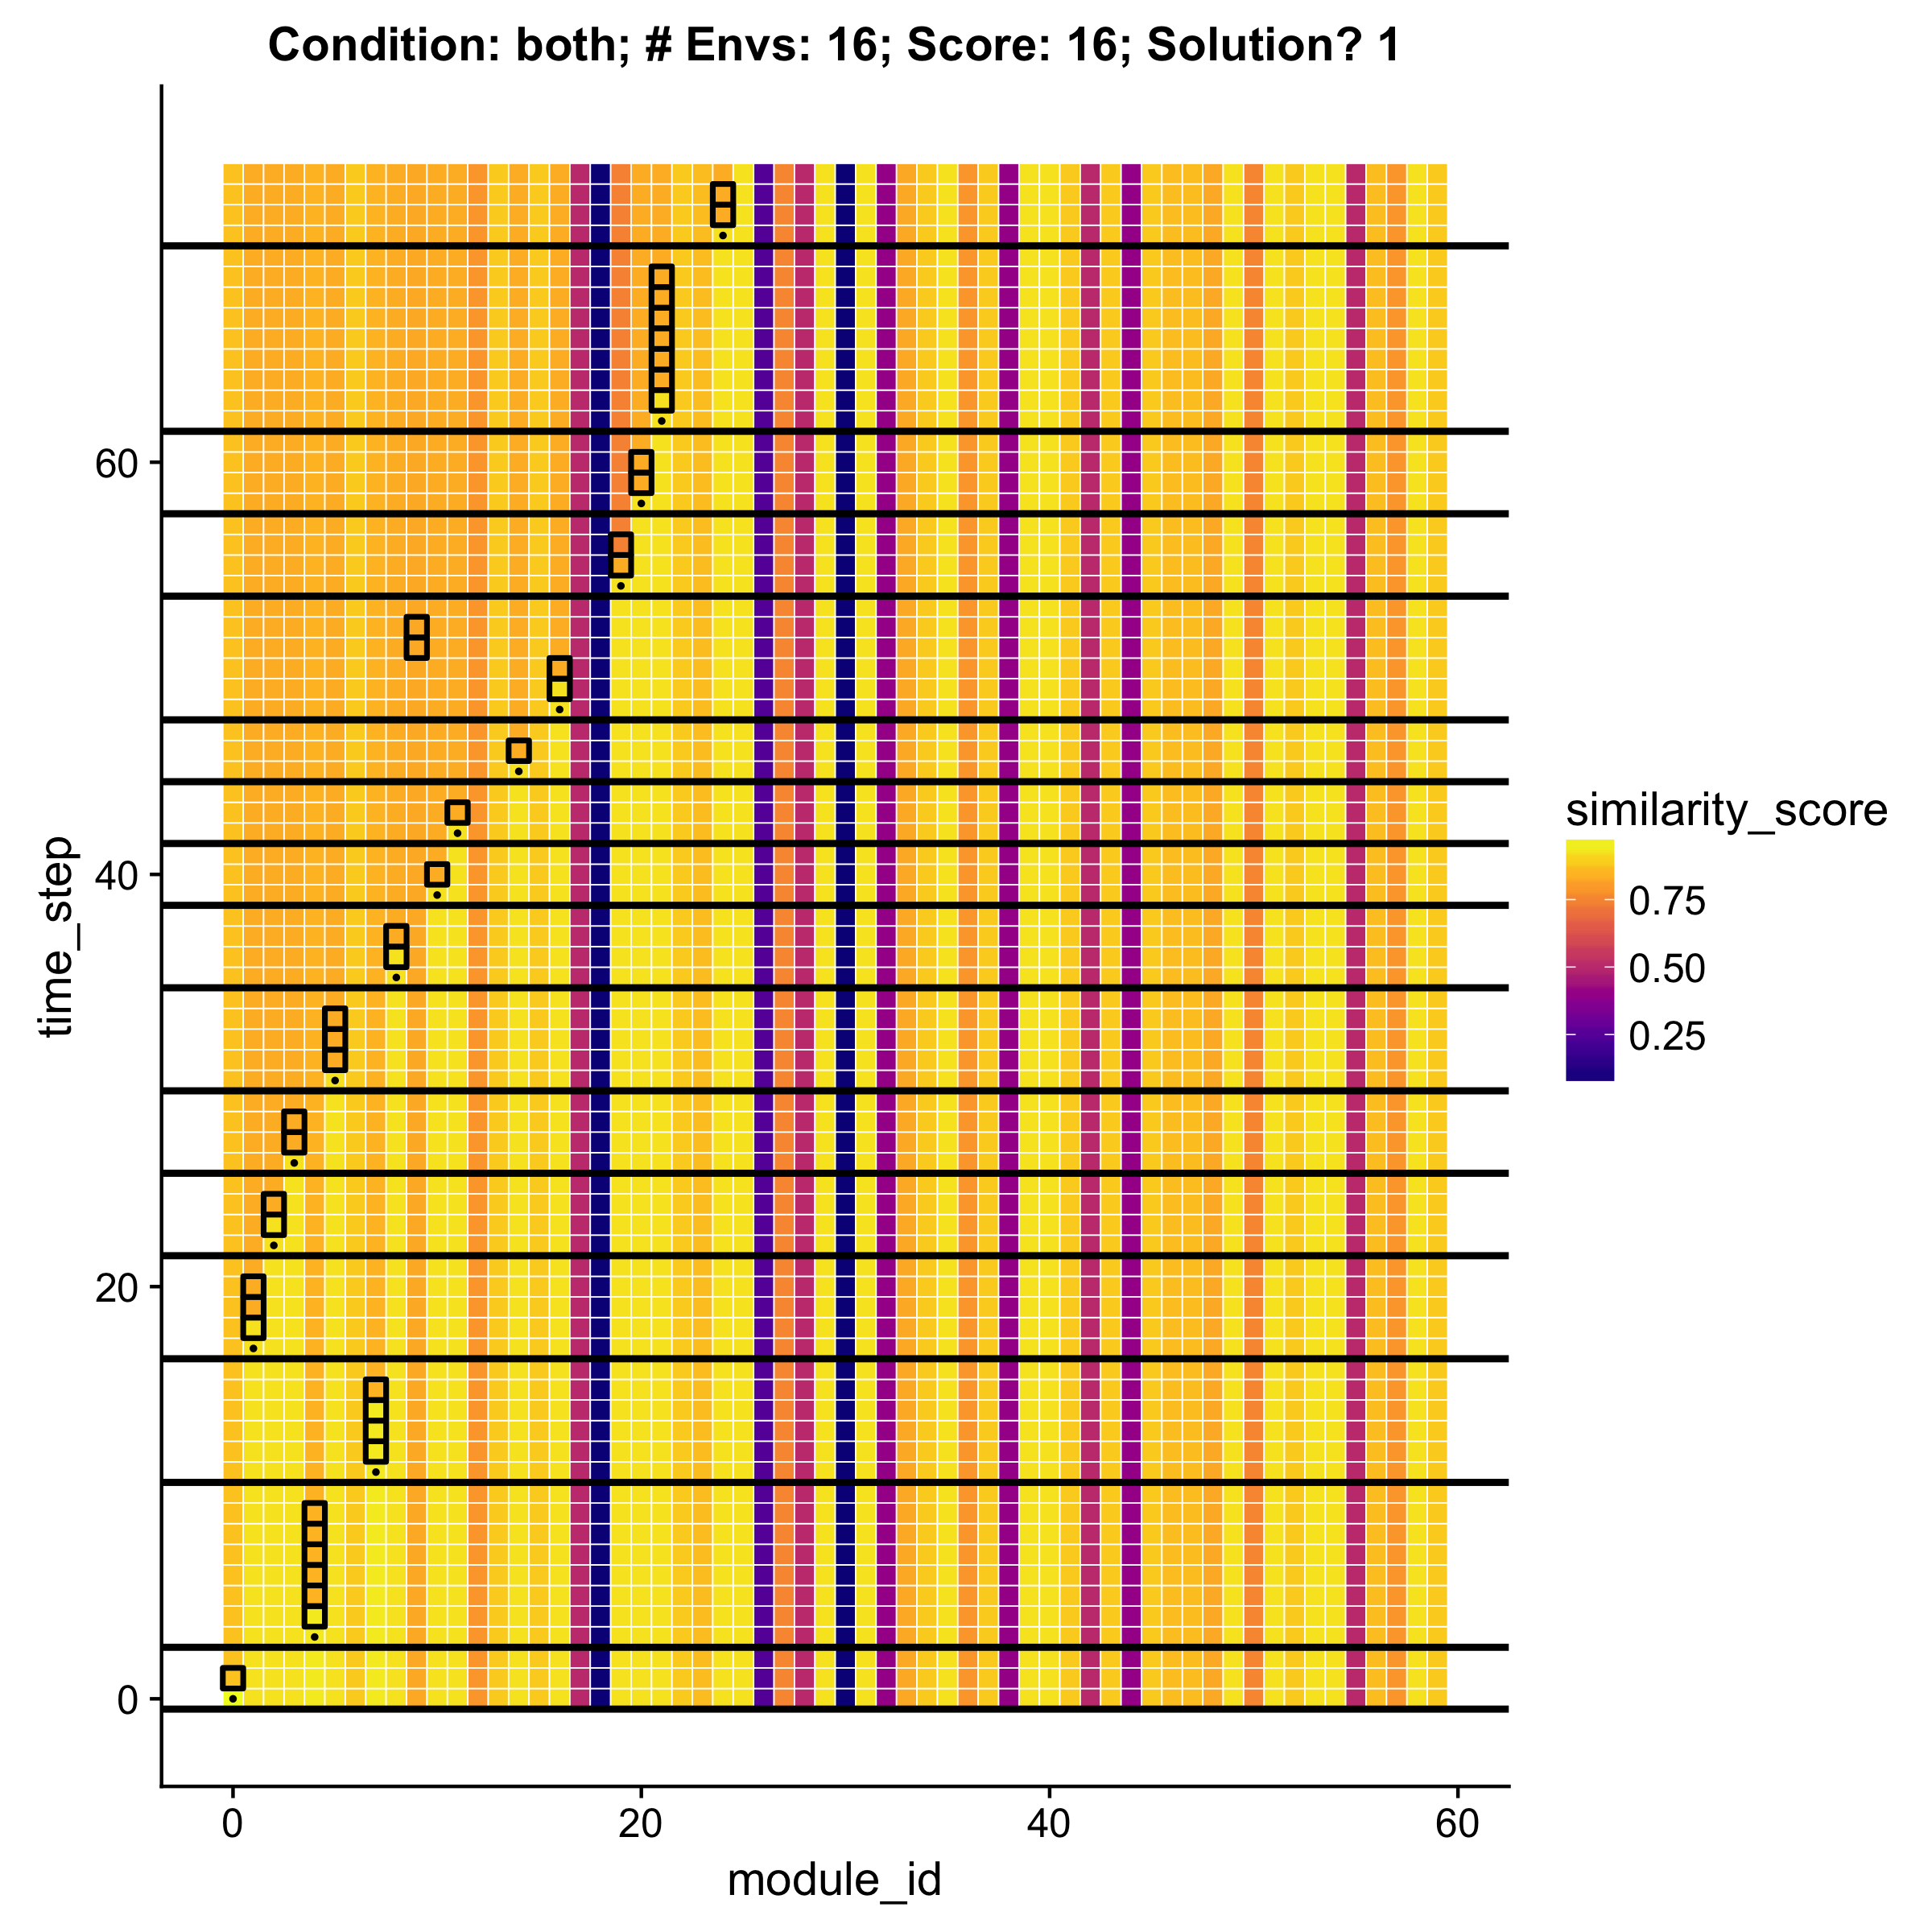 Condition: both; # Envs: 16; Score: 16; Solution? 1
time_step
60
40
20
0
0
20
40
60
module_id
similarity_score
0.75
0.50
0.25